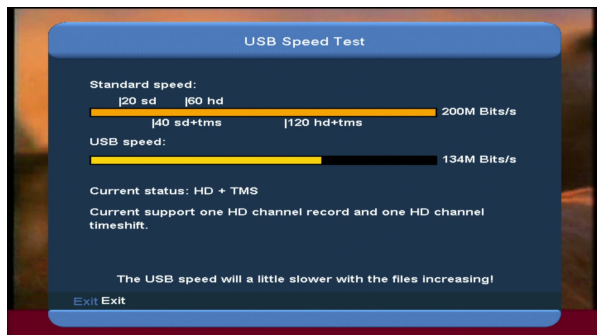 USB Speed Test
Standard speed:
|20 sd |60 hd
200M Bits/s
|40 sd+tms |120 hd+tms
USB speed:
134M Bits/s
Current status: HD + TMS
Current support one HD channel record and one HD channel
timeshift.
The USB speed will a little slower with the files increasing!
Exit Exit